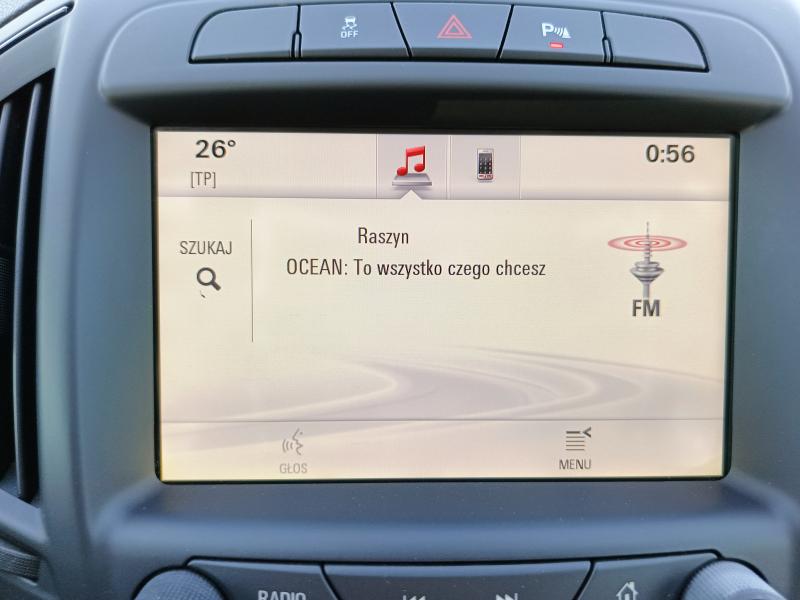 OFF
P
26°
0:56
[TP]
SZUKAJ
Raszyn
OCEAN: To wszystko czego chcesz
FM
GŁOS
MENU
RADIO